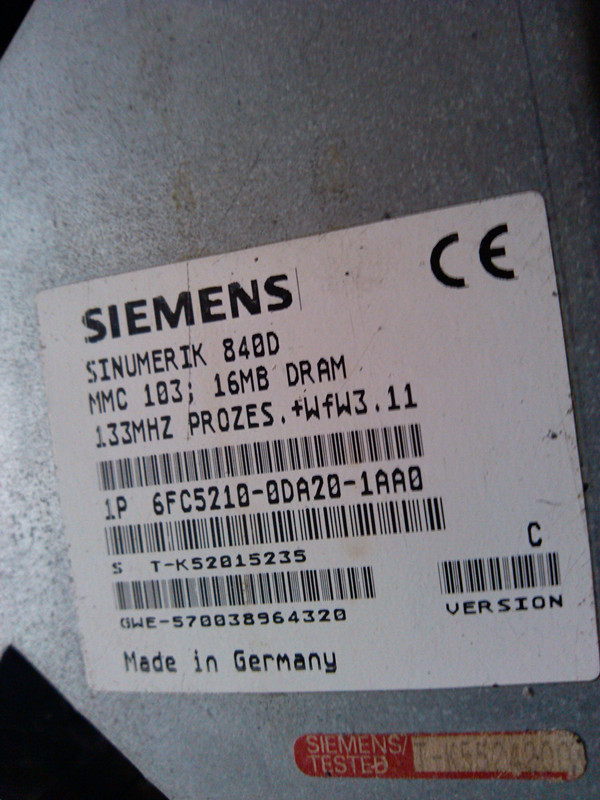 CE
SIEMENS
SINUMERIK 840D
MMC 103; 16MB DRAM
133MHZ PROZES.+WfW3.11
1P 6FC5210-0DA20-1AA0
S T-K52015235
C
VERSION
GWE-570038964320
Made in Germany
SIEMENS/
TESTED